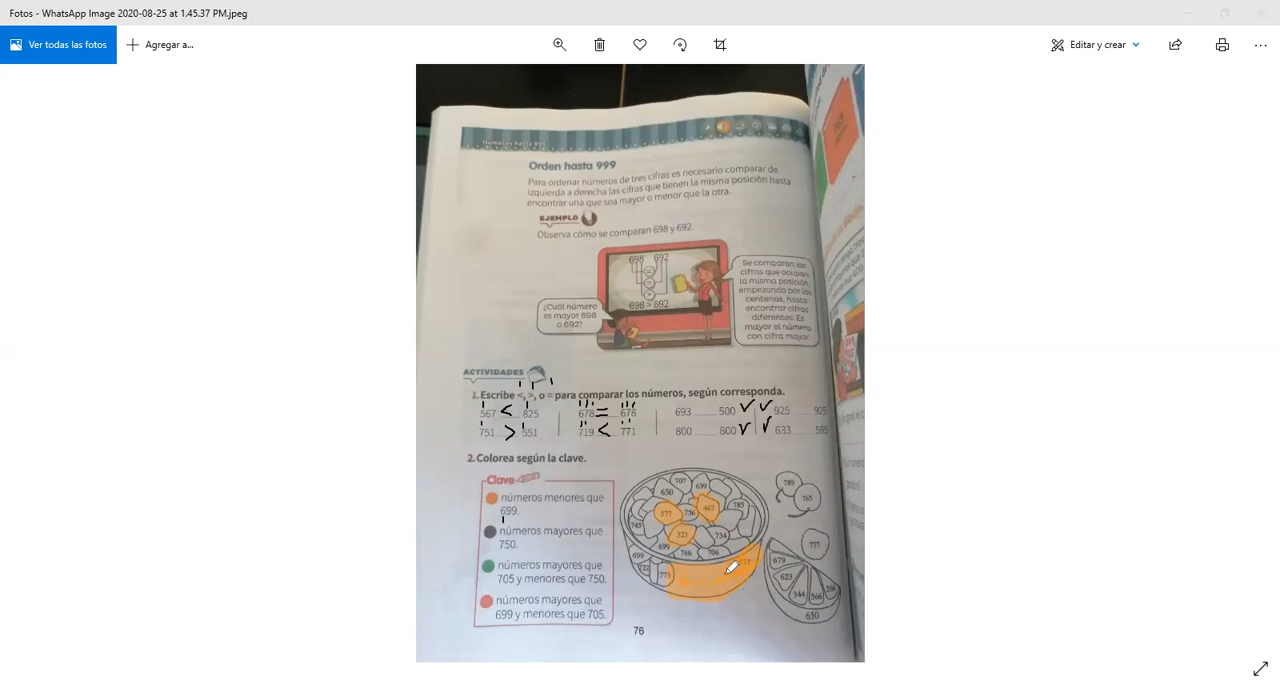 Fotos - WhatsApp Image 2020-08-25 at 1.45.37 PM.jpeg
Ver todas las fotos
Agregar a...
Editar y crear
Números hasta 999
Orden hasta 999
Para ordenar números de tres cifras es necesario comparar de
izquierda a derecha las cifras que tienen la misma posición hasta
encontrar una que sea mayor o menor que la otra.
EJEMPLO
Observa cómo se comparan 698 y 692.
698 692
=
=
>
698 > 692
Se comparan las
cifras que ocupan
la misma posición,
empezando por las
centenas, hasta
encontrar cifras
diferentes. Es
mayor el número
con cifra mayor.
¿Cuál número
es mayor 698
o 692?
ACTIVIDADES
1. Escribe <, >, o = para comparar los números, según corresponda.
567 < 825
678 = 678
693 500
925 925
751 > 551
719 < 771
800 800
633 595
2. Colorea según la clave.
Clave
números menores que
699.
números mayores que
750.
números mayores que
705 y menores que 750.
números mayores que
699 y menores que 705.
707
699
650
577
756
467
785
745
323
734
699
699
766
706
722
773
789
765
777
679
623
344
566
266
650
76